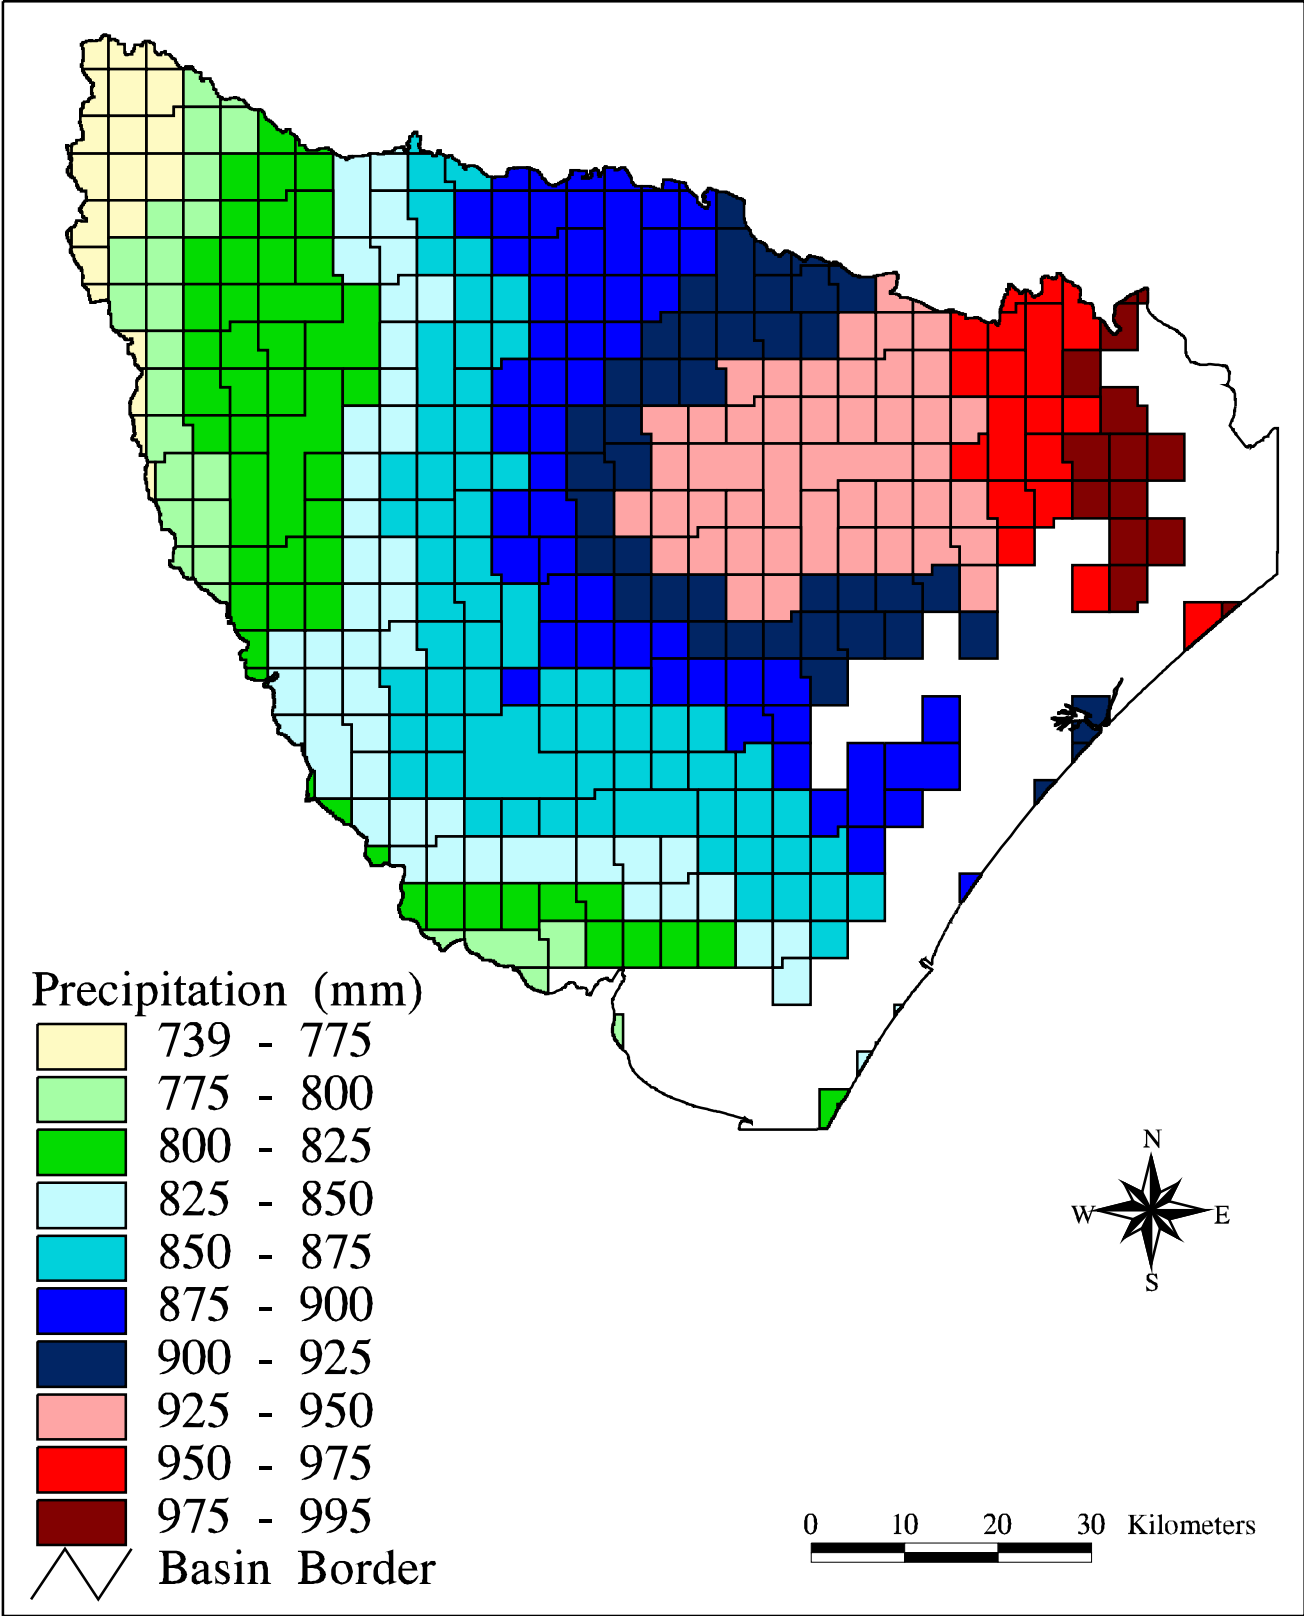 Precipitation (mm)
739 - 775
775 - 800
800 - 825
825 - 850
850 - 875
875 - 900
900 - 925
925 - 950
950 - 975
975 - 995
Basin Border
N
W E
S
0 10 20 30 Kilometers